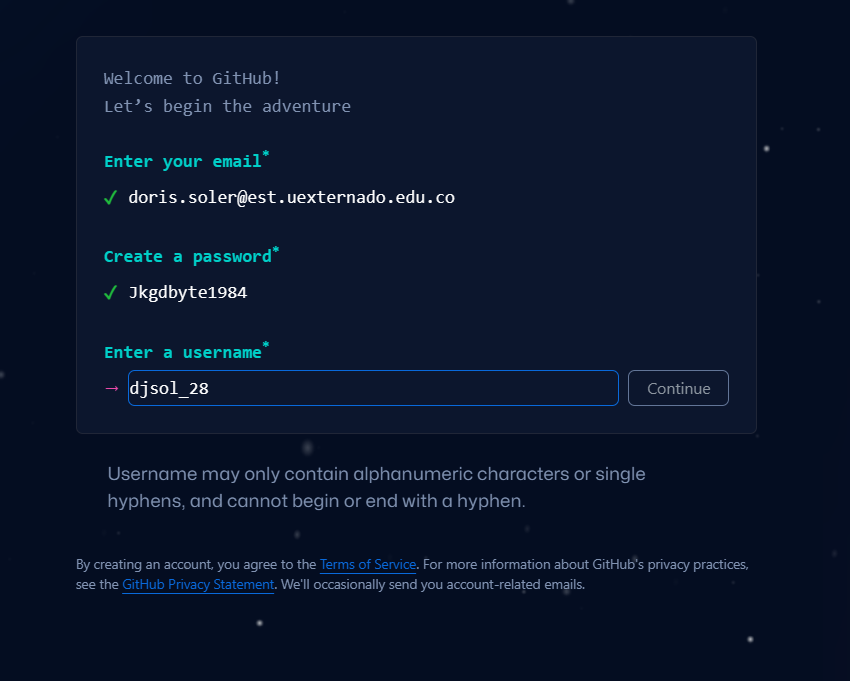 Welcome to GitHub!
Let’s begin the adventure
Enter your email*
✓ doris.soler@est.uexternado.edu.co
Create a password*
✓ Jkgdbyte1984
Enter a username*
→ djsol_28 Continue
Username may only contain alphanumeric characters or single
hyphens, and cannot begin or end with a hyphen.
By creating an account, you agree to the Terms of Service. For more information about GitHub's privacy practices,
see the GitHub Privacy Statement. We'll occasionally send you account-related emails.